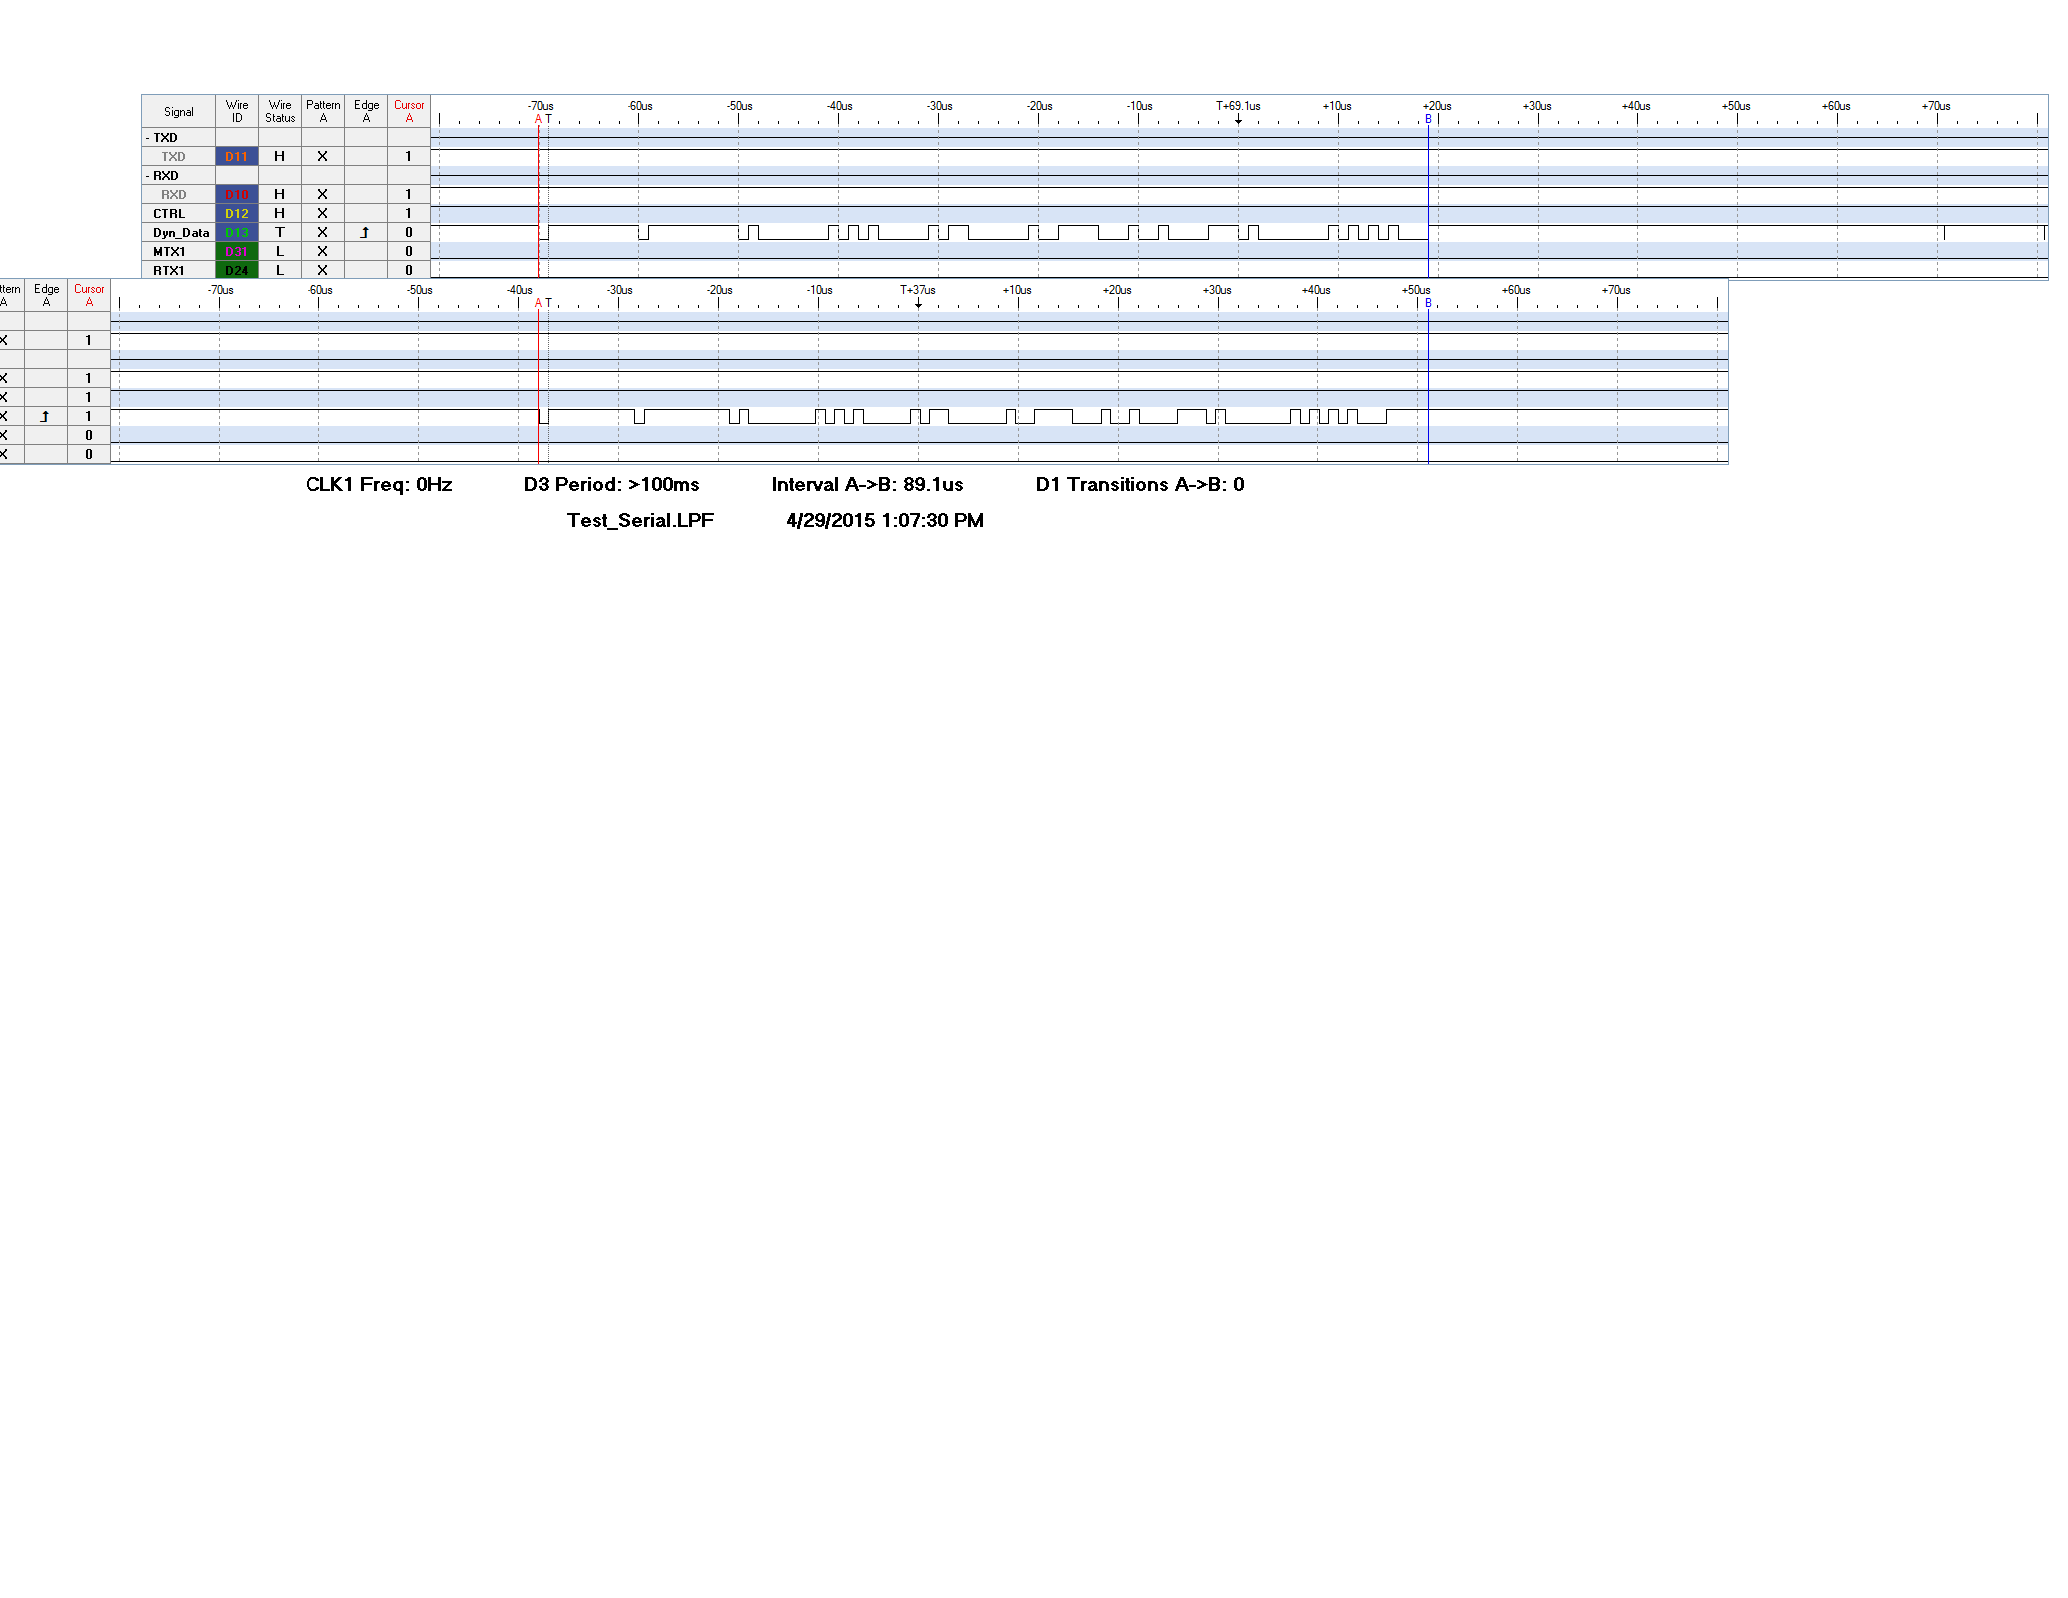 Signal Wire ID Wire Status Pattern A Edge A Cursor A -70us -60us -50us -40us -30us -20us -10us T+69.1us +10us +20us +30us +40us +50us +60us +70us
A T B
- TXD
TXD D11 H X 1
- RXD
RXD D10 H X 1
CTRL D12 H X 1
Dyn_Data D13 T X 0
MTX1 D31 L X 0
RTX1 D24 L X 0
ttern A Edge A Cursor A -70us -60us -50us -40us -30us -20us -10us T+37us +10us +20us +30us +40us +50us +60us +70us
A T B
X 1
X 1
X 1
X 1
X 0
X 0
CLK1 Freq: 0Hz D3 Period: >100ms Interval A->B: 89.1us D1 Transitions A->B: 0
Test_Serial.LPF 4/29/2015 1:07:30 PM